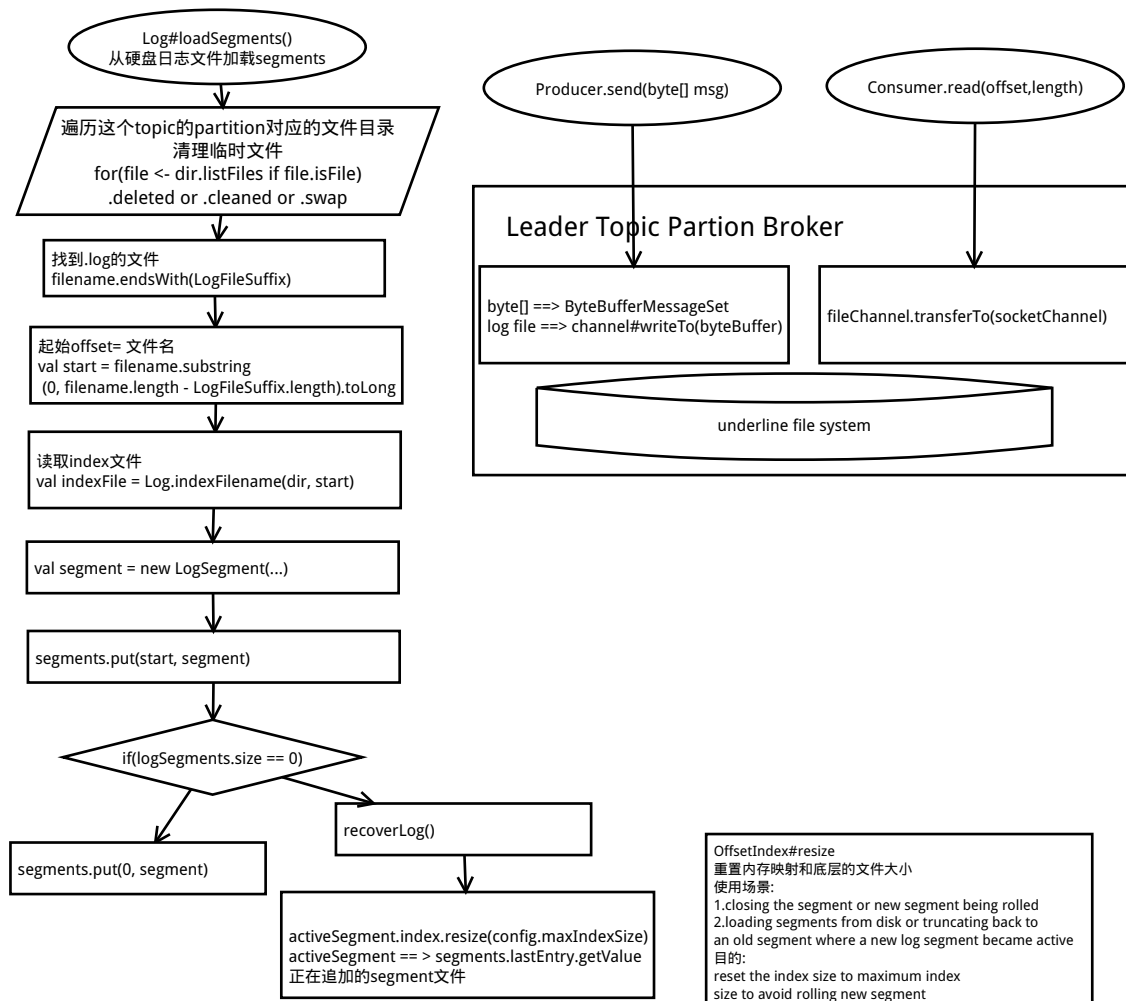 Log#loadSegments()
从硬盘日志文件加载segments
遍历这个topic的partition对应的文件目录
清理临时文件
for(file <- dir.listFiles if file.isFile)
.deleted or .cleaned or .swap
找到.log的文件
filename.endsWith(LogFileSuffix)
起始offset= 文件名
val start = filename.substring
(0, filename.length - LogFileSuffix.length).toLong
读取index文件
val indexFile = Log.indexFilename(dir, start)
val segment = new LogSegment(...)
segments.put(start, segment)
if(logSegments.size == 0)
segments.put(0, segment)
recoverLog()
activeSegment.index.resize(config.maxIndexSize)
activeSegment == > segments.lastEntry.getValue
正在追加的segment文件
Producer.send(byte[] msg)
Consumer.read(offset,length)
Leader Topic Partion Broker
byte[] ==> ByteBufferMessageSet
log file ==> channel#writeTo(byteBuffer)
fileChannel.transferTo(socketChannel)
underline file system
OffsetIndex#resize
重置内存映射和底层的文件大小
使用场景:
1.closing the segment or new segment being rolled
2.loading segments from disk or truncating back to
an old segment where a new log segment became active
目的:
reset the index size to maximum index
size to avoid rolling new segment